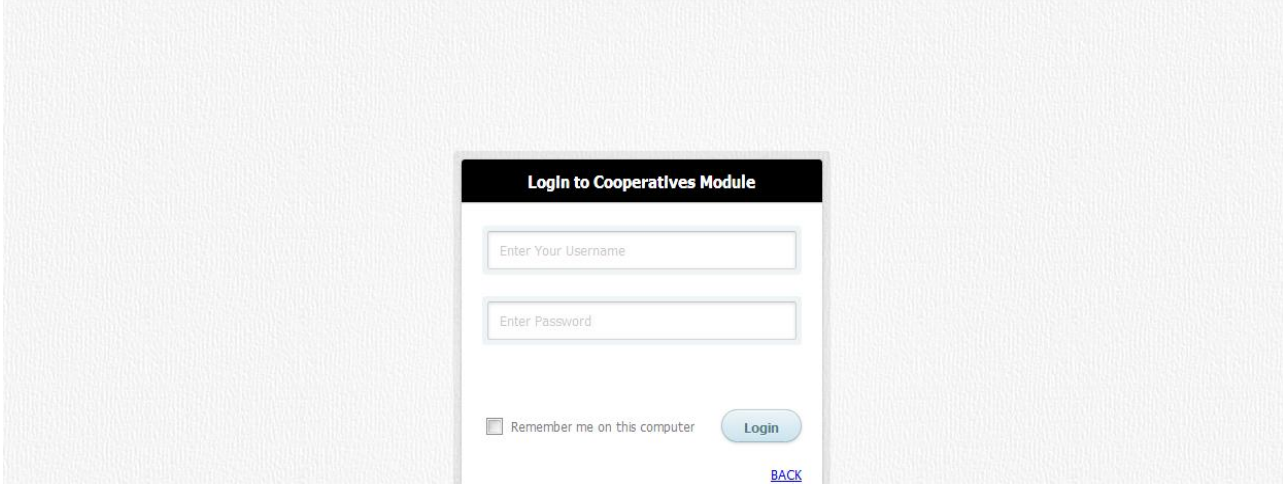 Login to Cooperatives Module
Enter Your Username
Enter Password
Remember me on this computer
Login
BACK